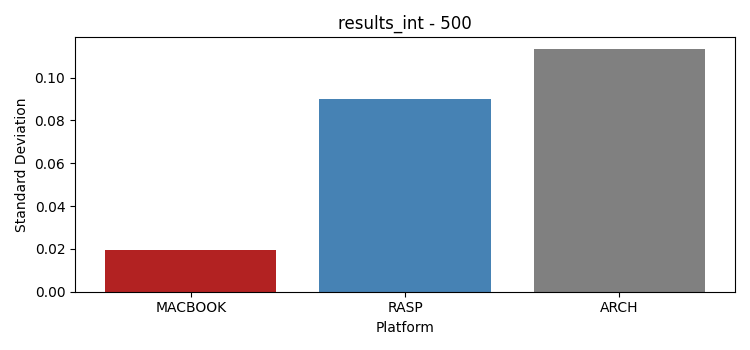 results_int - 500
Standard Deviation
0.10
0.08
0.06
0.04
0.02
0.00
MACBOOK RASP ARCH
Platform